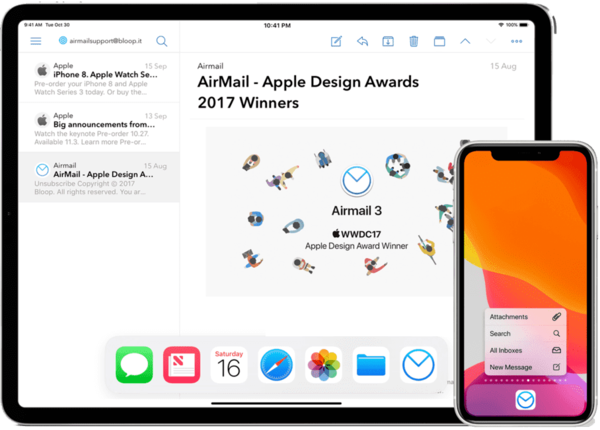 9:41 AM Tue Oct 30
10:41 PM
100%
airmailsupport@bloop.it
Apple
15 Sep
iPhone 8. Apple Watch Se...
Pre-order your iPhone 8 and Apple
Watch Series 3 today. Or buy the...
Apple
13 Sep
Big announcements from...
Watch the keynote Pre-order 10.27.
Available 11.3. Learn more Pre-or...
Airmail
15 Aug
AirMail - Apple Design A...
Unsubscribe Copyright © 2017
Bloop. All rights reserved. You ar...
Airmail
15 Aug
AirMail - Apple Design Awards
2017 Winners
Airmail 3
WWDC17
Apple Design Award Winner
Saturday
16
Attachments
Search
All Inboxes
New Message